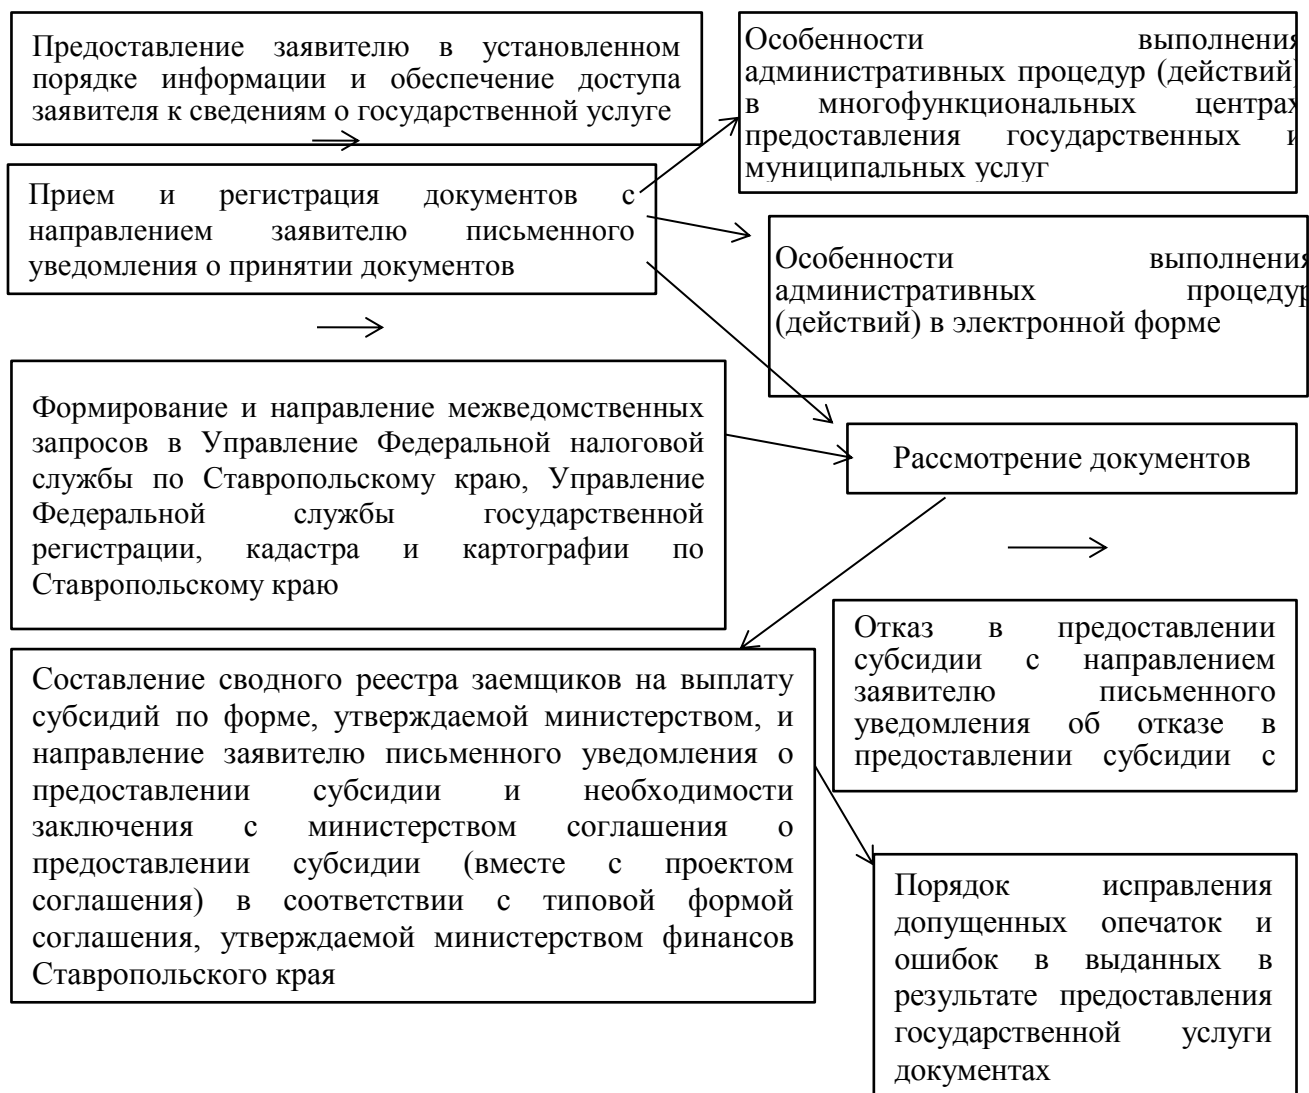 Предоставление заявителю в установленном
порядке информации и обеспечение доступа
заявителя к сведениям о государственной услуге
Особенности выполнения
административных процедур (действий)
в многофункциональных центрах
предоставления государственных и
муниципальных услуг
Прием и регистрация документов с
направлением заявителю письменного
уведомления о принятии документов
Особенности выполнения
административных процедур
(действий) в электронной форме
Формирование и направление межведомственных
запросов в Управление Федеральной налоговой
службы по Ставропольскому краю, Управление
Федеральной службы государственной
регистрации, кадастра и картографии по
Ставропольскому краю
Рассмотрение документов
Отказ в предоставлении
субсидии с направлением
заявителю письменного
уведомления об отказе в
предоставлении субсидии с
Составление сводного реестра заемщиков на выплату
субсидий по форме, утверждаемой министерством, и
направление заявителю письменного уведомления о
предоставлении субсидии и необходимости
заключения с министерством соглашения о
предоставлении субсидии (вместе с проектом
соглашения) в соответствии с типовой формой
соглашения, утверждаемой министерством финансов
Ставропольского края
Порядок исправления
допущенных опечаток и
ошибок в выданных в
результате предоставления
государственной услуги
документах